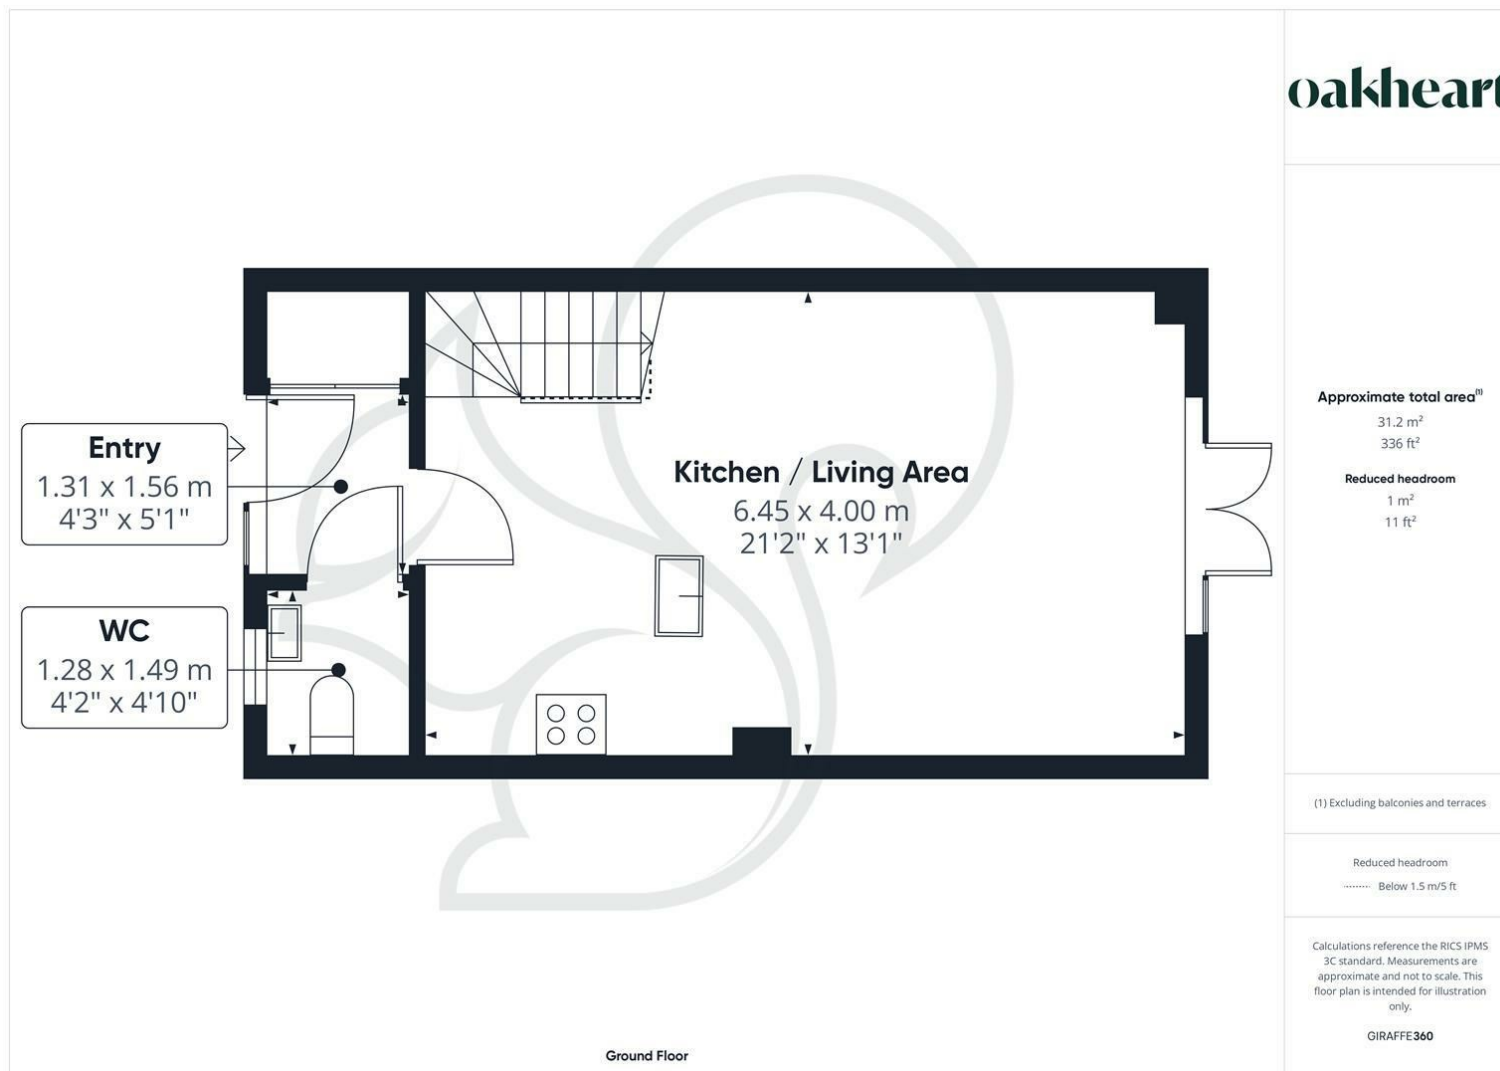 oakheart
Entry
1.31 x 1.56 m
4'3" x 5'1"
WC
1.28 x 1.49 m
4'2" x 4'10"
Kitchen / Living Area
6.45 x 4.00 m
21'2" x 13'1"
Ground Floor
Approximate total area(1)
31.2 m²
336 ft²
Reduced headroom
1 m²
11 ft²
(1) Excluding balconies and terraces
Reduced headroom
Below 1.5 m/5 ft
Calculations reference the RICS IPMS
3C standard. Measurements are
approximate and not to scale. This
floor plan is intended for illustration
only.
GIRAFFE360